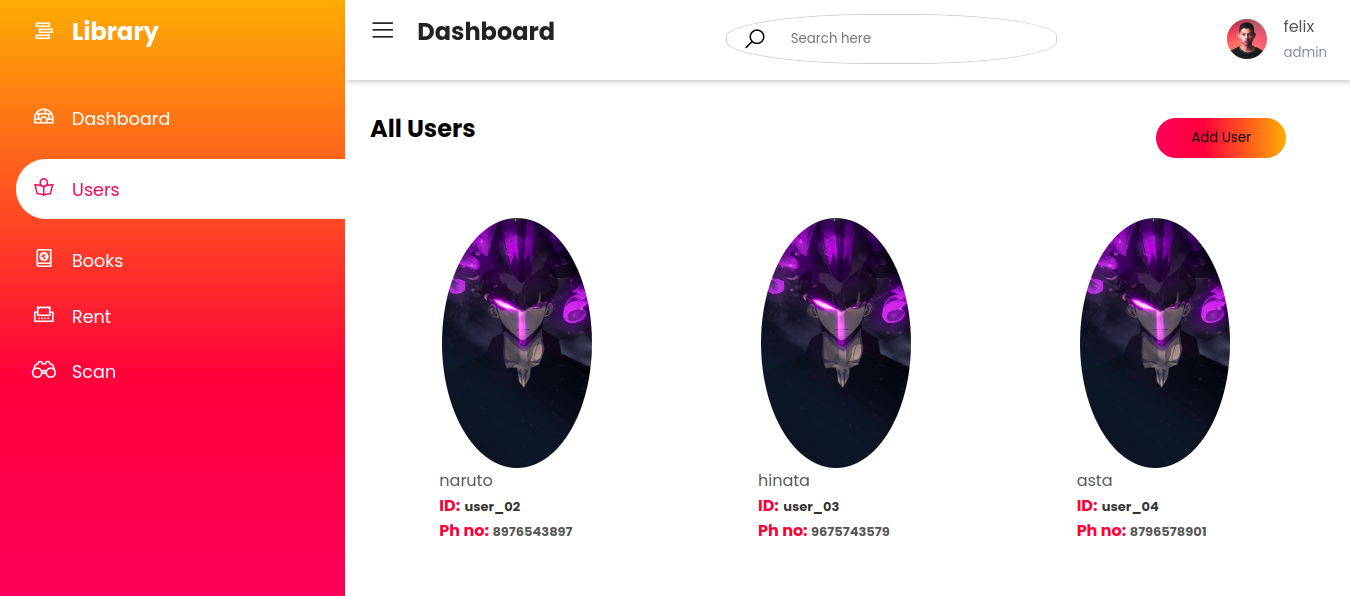 Library
Dashboard
Users
Books
Rent
Scan
Dashboard
Search here
felix
admin
All Users
Add User
naruto
ID: user_02
Ph no: 8976543897
hinata
ID: user_03
Ph no: 9675743579
asta
ID: user_04
Ph no: 8796578901